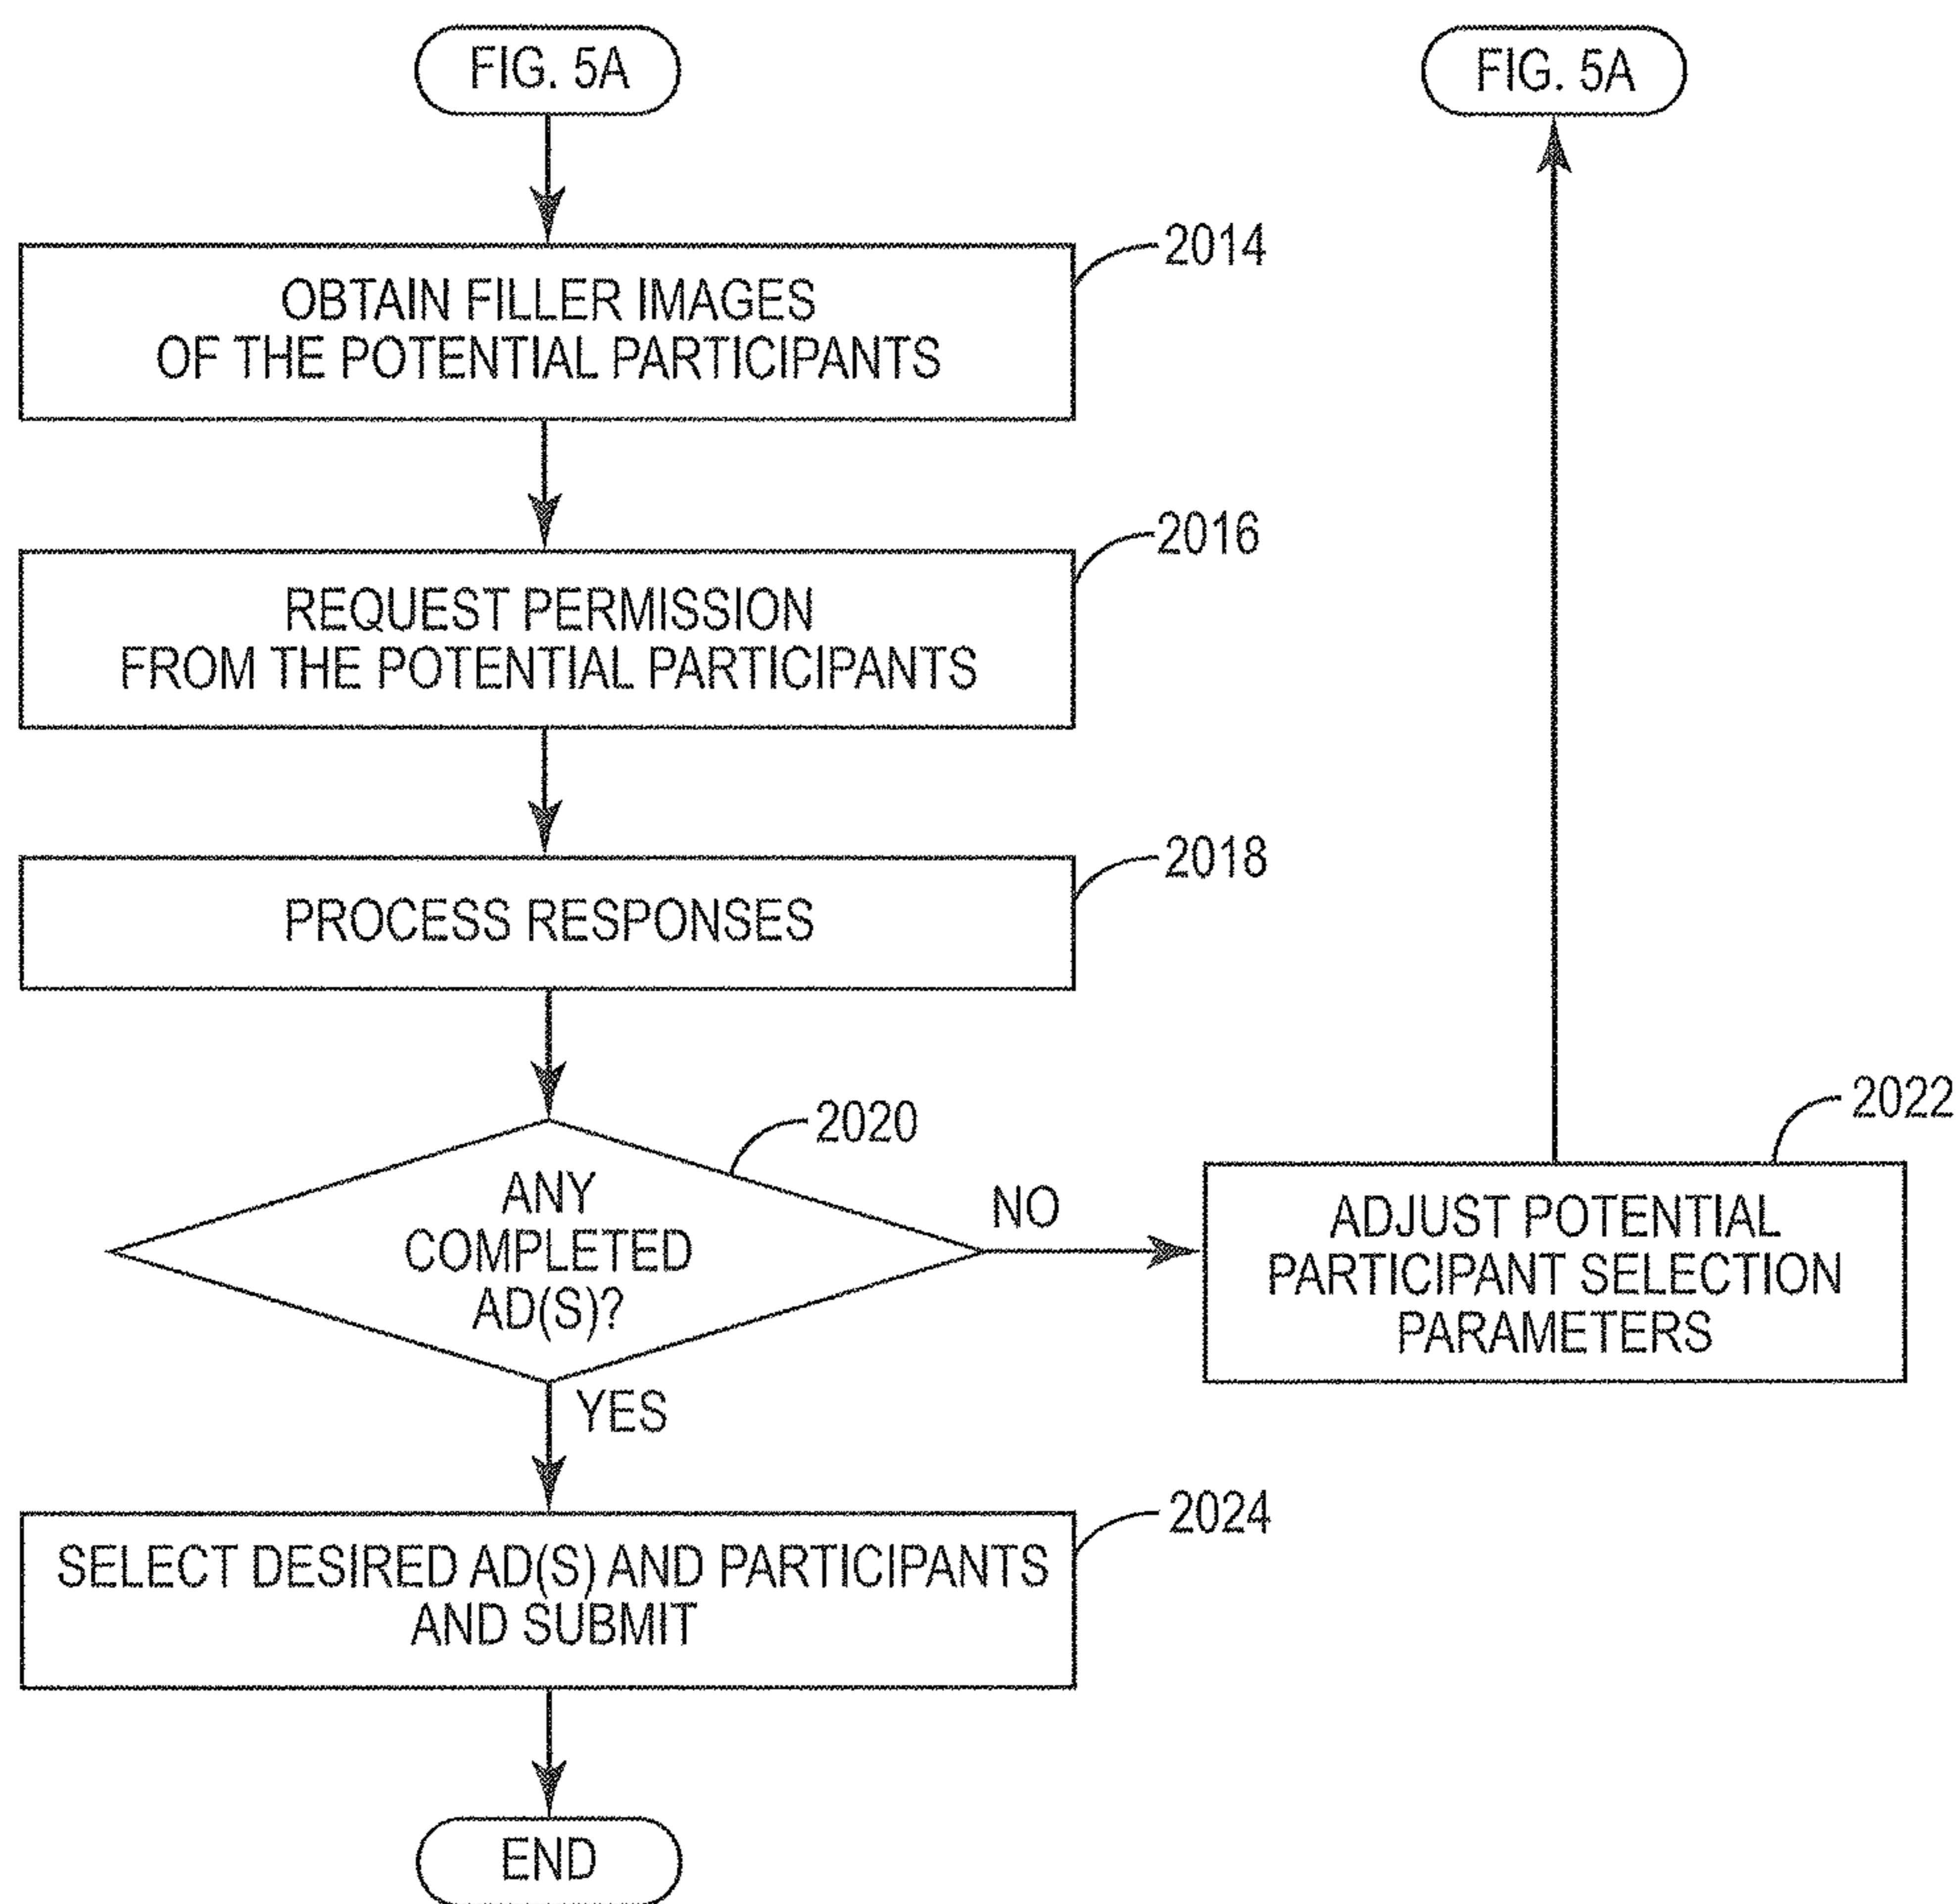 FIG. 5A
FIG. 5A
2014
OBTAIN FILLER IMAGES
OF THE POTENTIAL PARTICIPANTS
2016
REQUEST PERMISSION
FROM THE POTENTIAL PARTICIPANTS
2018
PROCESS RESPONSES
2020
ANY
COMPLETED
AD(S)?
NO
2022
ADJUST POTENTIAL
PARTICIPANT SELECTION
PARAMETERS
YES
2024
SELECT DESIRED AD(S) AND PARTICIPANTS
AND SUBMIT
END